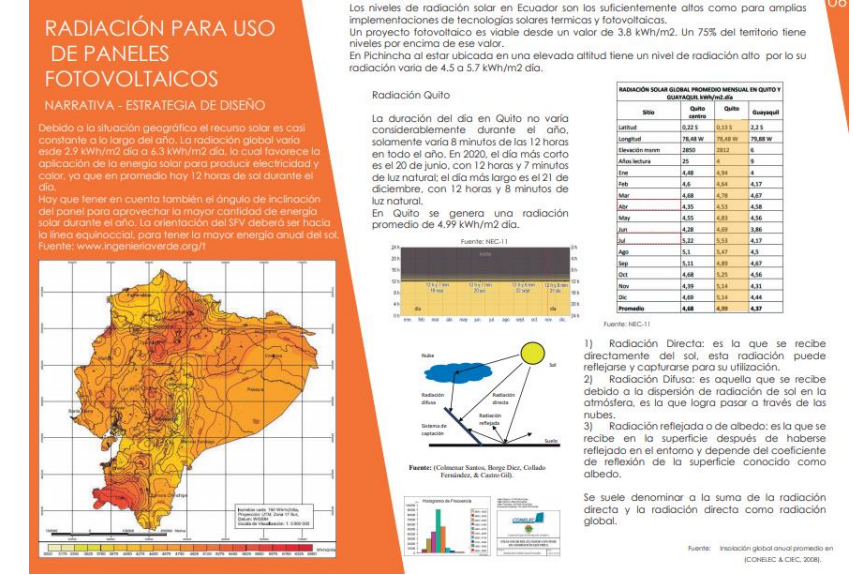 RADIACIÓN PARA USO
DE PANELES
FOTOVOLTAICOS
NARRATIVA - ESTRATEGIA DE DISEÑO
Debido a la situación geográfica el recurso solar es casi
constante a lo largo del año. La radiación global varía
esde 2.9 kWh/m2 día a 6.3 kWh/m2 día, lo cual favorece la
aplicación de la energía solar para producir electricidad y
calor, ya que en promedio hay 12 horas de sol durante el
día.
Hay que tener en cuenta también el ángulo de inclinación
del panel para aprovechar la mayor cantidad de energía
solar durante el año. La orientación del SFV deberá ser hacia
la línea equinoccial, para tener la mayor energía anual del sol.
Fuente: www.ingenieriaverde.org/t
Los niveles de radiación solar en Ecuador son los suficientemente altos como para amplias
implementaciones de tecnologías solares termicas y fotovoltaicas.
Un proyecto fotovoltaico es viable desde un valor de 3.8 kWh/m2. Un 75% del territorio tiene
niveles por encima de ese valor.
En Pichincha al estar ubicada en una elevada altitud tiene un nivel de radiación alto por lo su
radiación varia de 4.5 a 5.7 kWh/m2 día.
06
Radiación Quito
La duración del día en Quito no varía
considerablemente durante el año,
solamente varía 8 minutos de las 12 horas
en todo el año. En 2020, el día más corto
es el 20 de junio, con 12 horas y 7 minutos
de luz natural; el día más largo es el 21 de
diciembre, con 12 horas y 8 minutos de
luz natural.
En Quito se genera una radiación
promedio de 4,99 kWh/m2 día.
Fuente: NEC-11
noche
día
día
RADIACIÓN SOLAR GLOBAL PROMEDIO MENSUAL EN QUITO Y
GUAYAQUIL kWh/m2.día
Sitio Quito centro Quito Guayaquil
Latitud 0,22 S 0,13 S 2,2 S
Longitud 78,48 W 78,48 W 79,88 W
Elevación msnm 2850 2812 6
Años lectura 25 4 9
Ene 4,48 4,94 4
Feb 4,6 4,64 4,17
Mar 4,68 4,78 4,67
Abr 4,35 4,53 4,58
May 4,55 4,83 4,56
Jun 4,28 4,69 3,86
Jul 5,22 5,53 4,17
Ago 5,1 5,47 4,5
Sep 5,11 4,89 4,67
Oct 4,68 5,25 4,56
Nov 4,39 5,14 4,31
Dic 4,69 5,14 4,44
Promedio 4,68 4,99 4,37
Fuente: NEC-11
Nube
Sol
Radiación
difusa
Radiación
directa
Radiación
reflejada
Sistema de
captación
Suelo
Fuente: (Colmenar Santos, Borge Diez, Collado
Fernández, & Castro Gil).
1) Radiación Directa: es la que se recibe
directamente del sol, esta radiación puede
reflejarse y capturarse para su utilización.
2) Radiación Difusa: es aquella que se recibe
debido a la dispersión de radiación de sol en la
atmósfera, es la que logra pasar a través de las
nubes.
3) Radiación reflejada o de albedo: es la que se
recibe en la superficie después de haberse
reflejado en el entorno y depende del coeficiente
de reflexión de la superficie conocido como
albedo.
Se suele denominar a la suma de la radiación
directa y la radiación directa como radiación
global.
Histograma de Frecuencia
CONELEC
Fuente: Insolación global anual promedio en
(CONELEC & CIEC, 2008).